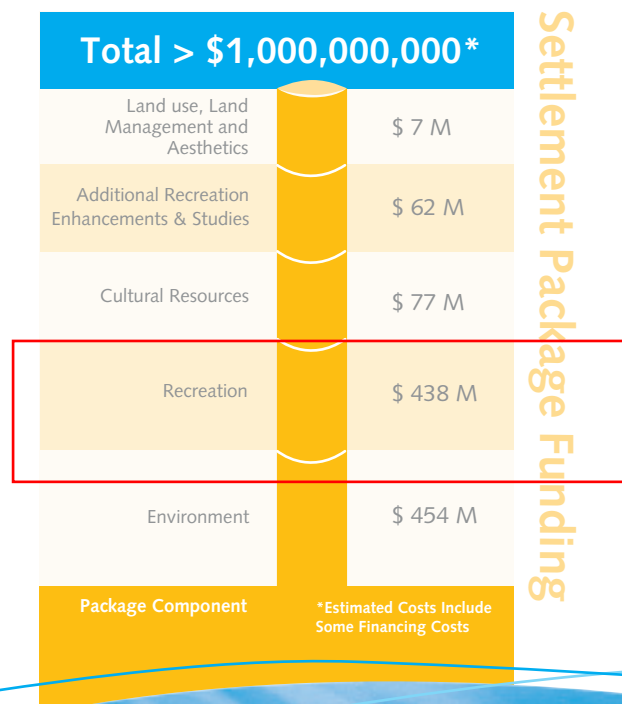 Total > $1,000,000,000*
Land use, Land
Management and
Aesthetics
$ 7 M
Additional Recreation
Enhancements & Studies
$ 62 M
Cultural Resources
$ 77 M
Recreation
$ 438 M
Environment
$ 454 M
Package Component
*Estimated Costs Include
Some Financing Costs
Settlement Package Funding